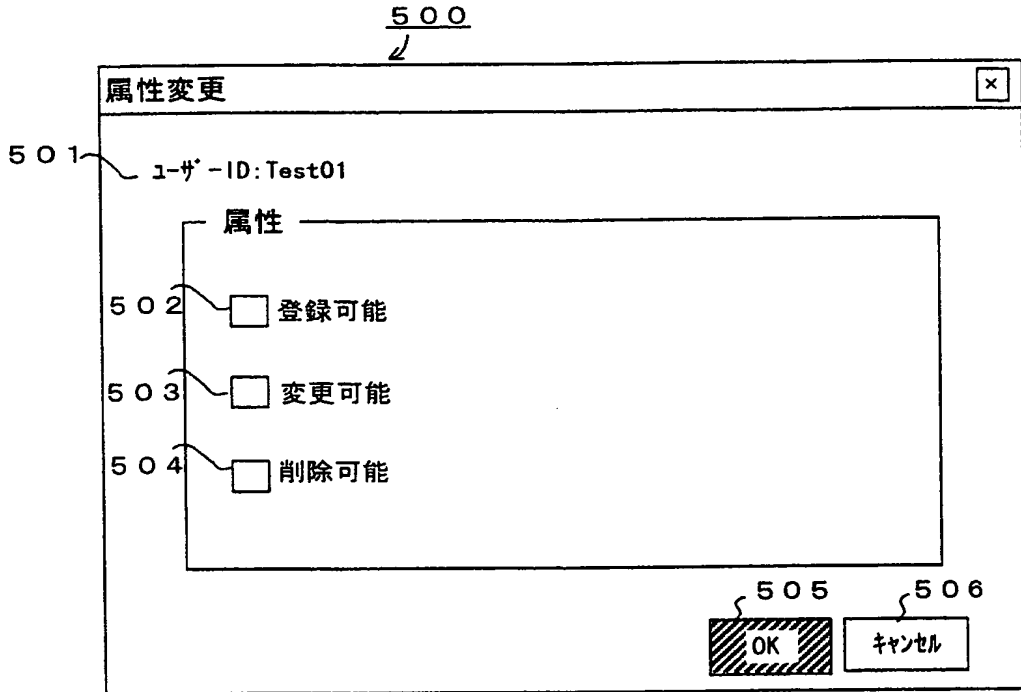 ５００
属性変更 ×
５０１ ﾕｰｻﾞｰID:Test01
属性
５０２ 登録可能
５０３ 変更可能
５０４ 削除可能
５０５ ５０６
OK ｷｬﾝｾﾙ